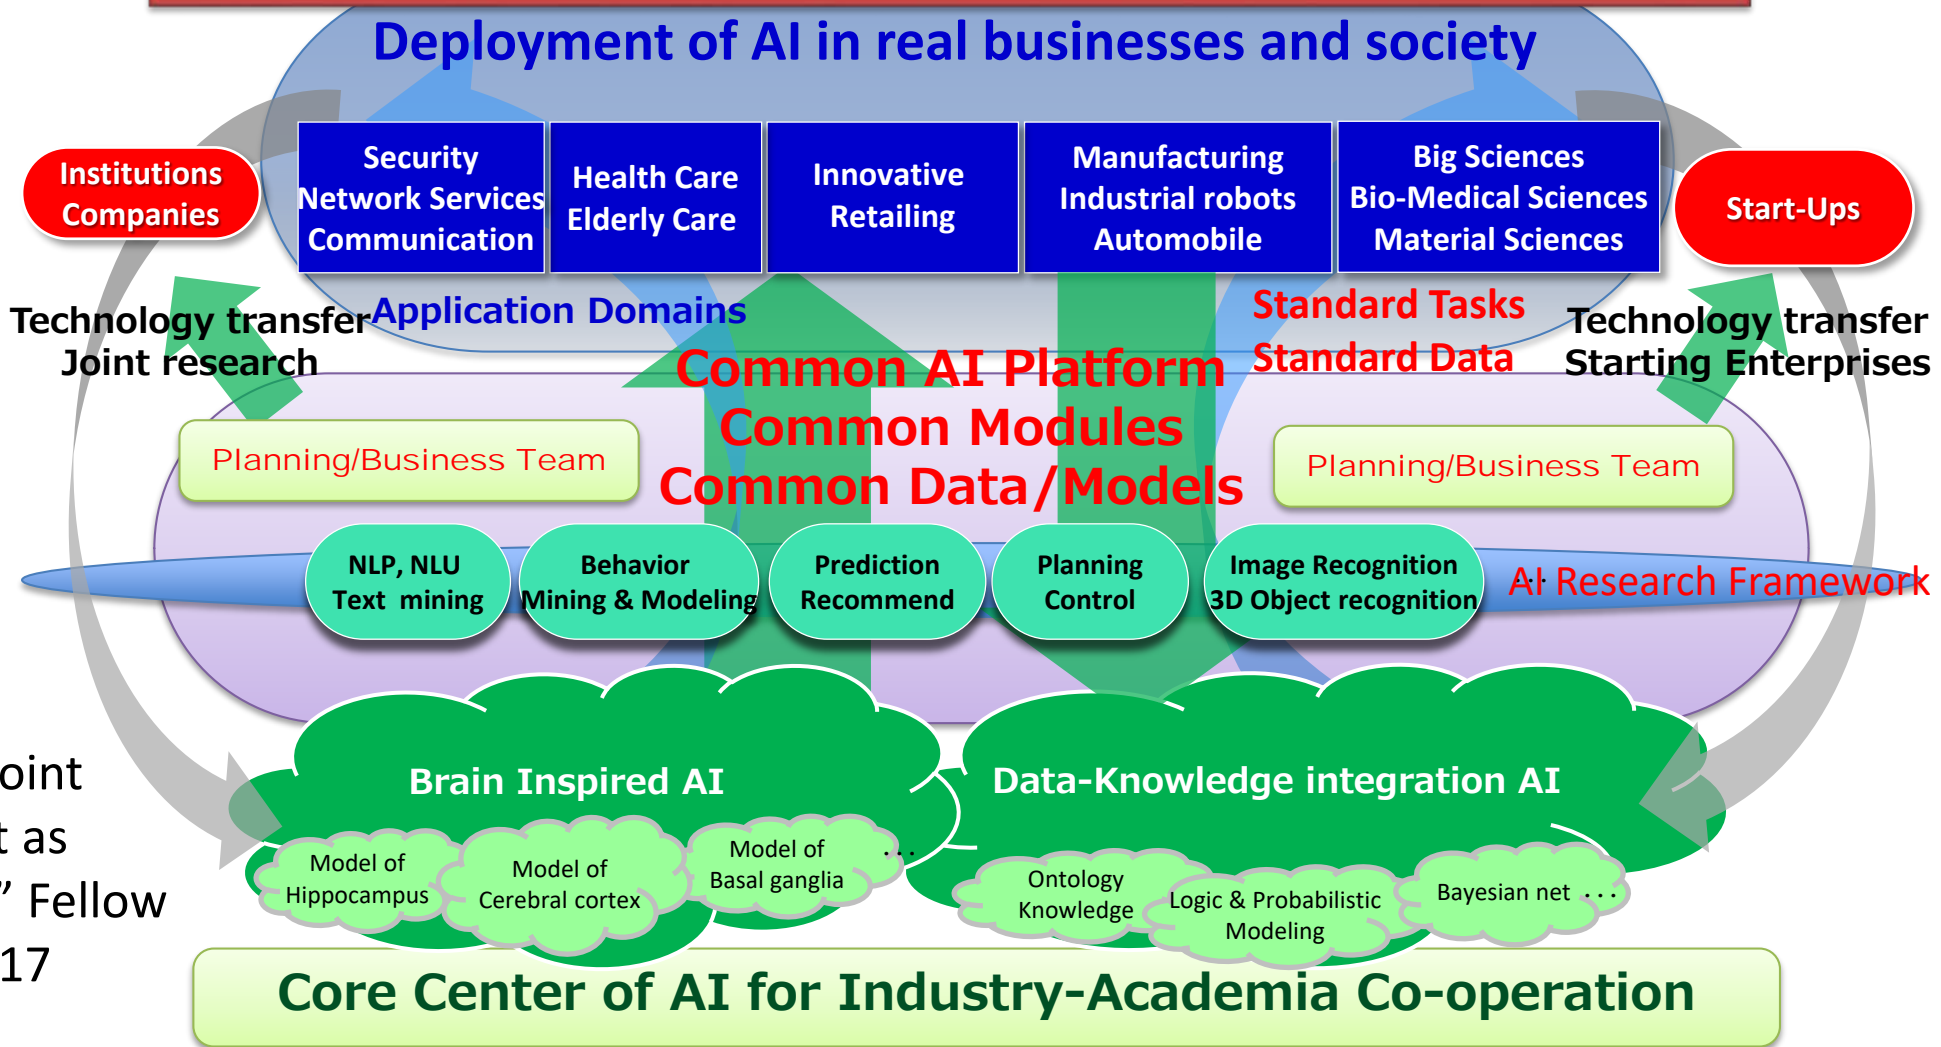 Deployment of AI in real businesses and society
Institutions
Companies
Security
Network Services
Communication
Health Care
Elderly Care
Innovative
Retailing
Manufacturing
Industrial robots
Automobile
Big Sciences
Bio-Medical Sciences
Material Sciences
Start-Ups
Technology transfer
Joint research
Application Domains
Standard Tasks
Standard Data
Technology transfer
Starting Enterprises
Common AI Platform
Common Modules
Common Data/Models
Planning/Business Team
Planning/Business Team
NLP, NLU
Text mining
Behavior
Mining & Modeling
Prediction
Recommend
Planning
Control
Image Recognition
3D Object recognition
...
AI Research Framework
Brain Inspired AI
Model of
Hippocampus
Model of
Cerebral cortex
Model of
Basal ganglia
...
Data-Knowledge integration AI
Ontology
Knowledge
Logic & Probabilistic
Modeling
Bayesian net ...
oint
t as
” Fellow
17
Core Center of AI for Industry-Academia Co-operation